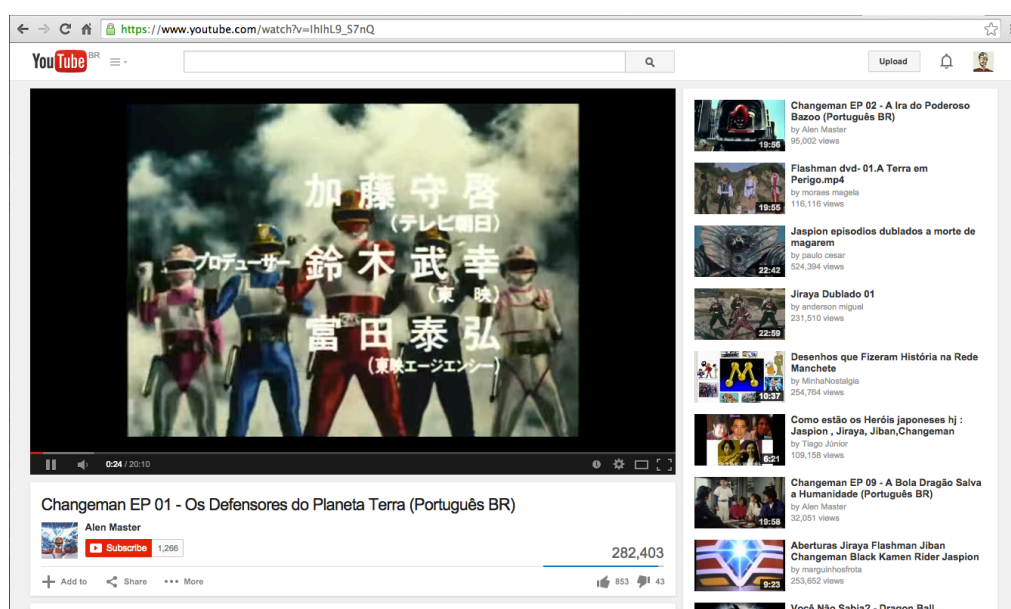 https://www.youtube.com/watch?v=IhIhL9_S7nQ
YouTube BR
Upload
加藤守啓
(テレビ朝日)
プロデューサー 鈴木武幸
(東映)
富田泰弘
(東映エージエンシー)
0:24 / 20:10
Changeman EP 01 - Os Defensores do Planeta Terra (Português BR)
Alen Master
Subscribe 1,266
282,403
Add to Share More
853 43
19:56
Changeman EP 02 - A Ira do Poderoso
Bazoo (Português BR)
by Alen Master
95,002 views
19:55
Flashman dvd- 01.A Terra em
Perigo.mp4
by moraes magela
116,116 views
22:42
Jaspion episodios dublados a morte de
magarem
by paulo cesar
524,394 views
22:59
Jiraya Dublado 01
by anderson miguel
231,510 views
10:37
Desenhos que Fizeram História na Rede
Manchete
by MinhaNostalgia
254,764 views
6:21
Como estão os Heróis japoneses hj :
Jaspion , Jiraya, Jiban,Changeman
by Tiago Júnior
109,158 views
19:58
Changeman EP 09 - A Bola Dragão Salva
a Humanidade (Português BR)
by Alen Master
32,051 views
9:23
Aberturas Jiraya Flashman Jiban
Changeman Black Kamen Rider Jaspion
by marguinhosfrota
253,652 views
Você Não Sabia? - Dragon Ball